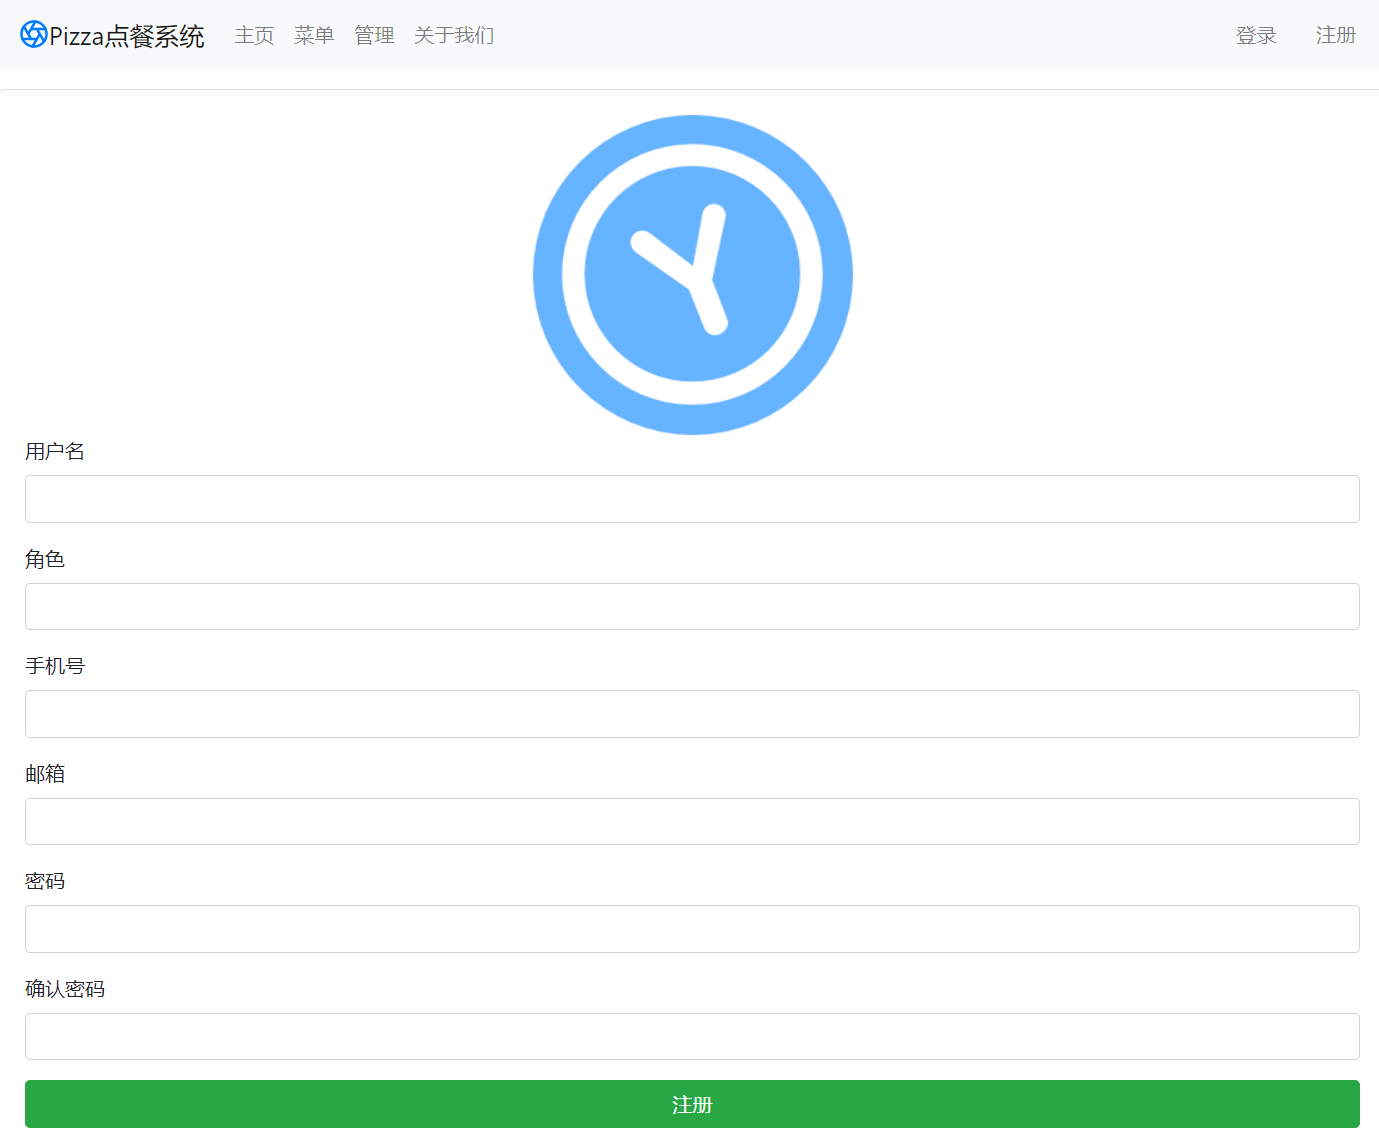 Pizza点餐系统 主页 菜单 管理 关于我们 登录 注册
用户名
角色
手机号
邮箱
密码
确认密码
注册